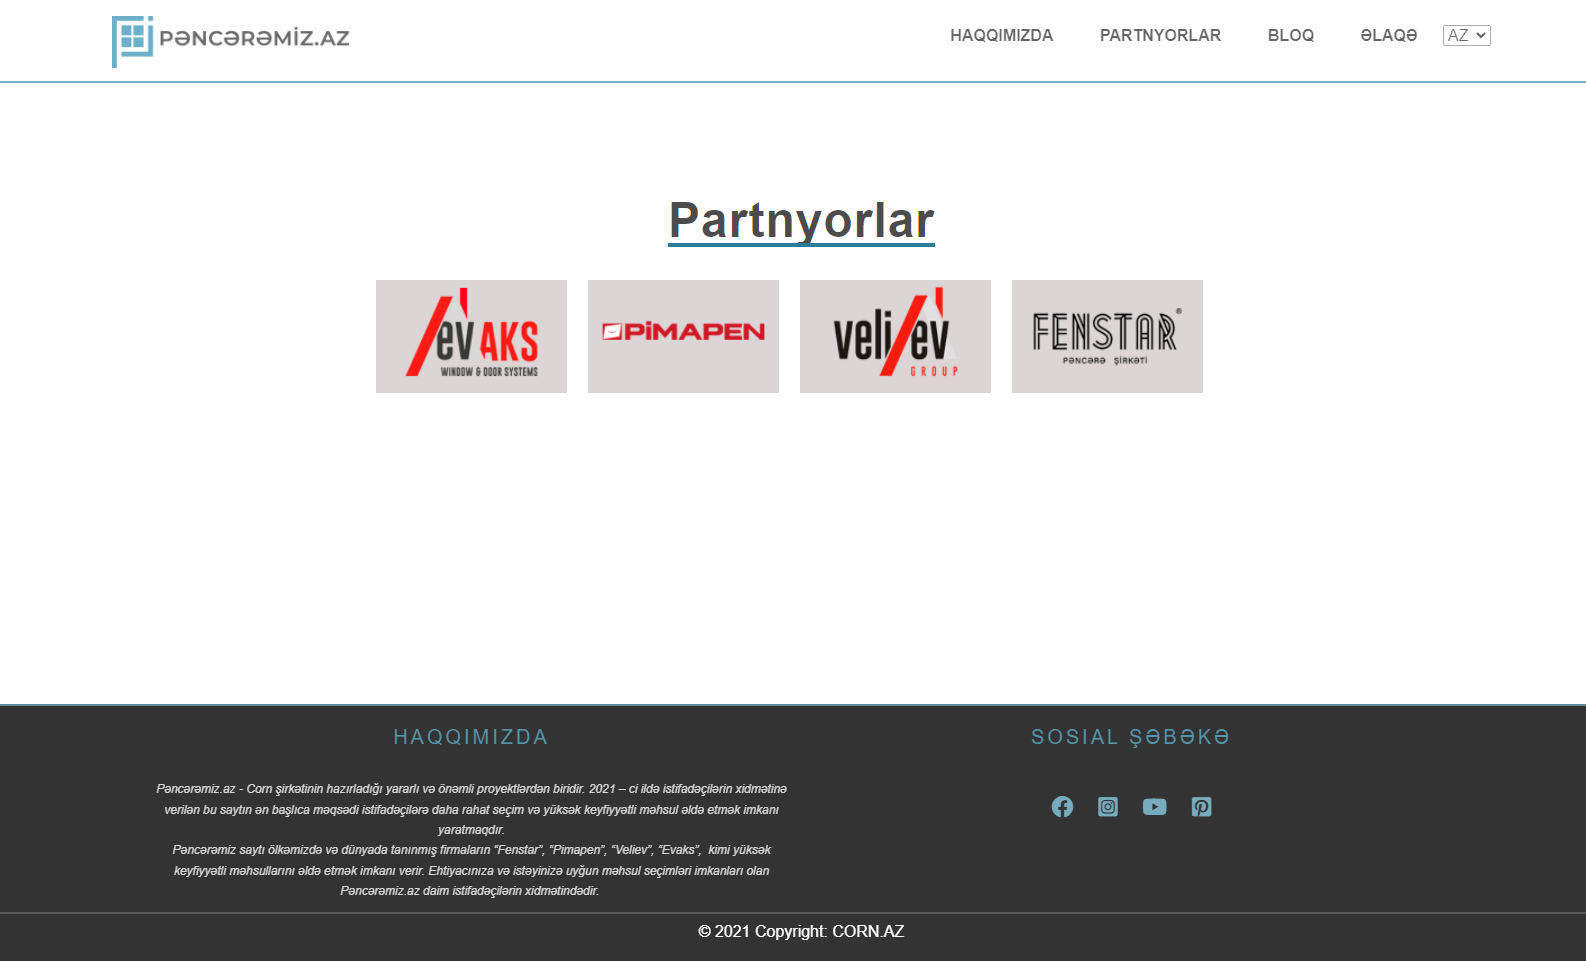 PƏNCƏRƏMİZ.AZ
HAQQIMIZDA PARTNYORLAR BLOQ ƏLAQƏ AZ
Partnyorlar
evAKS
WINDOW & DOOR SYSTEMS
PİMAPEN
veliev
GROUP
FENSTAR®
PƏNCƏRƏ ŞİRKƏTİ
HAQQIMIZDA
Pəncərəmiz.az - Corn şirkətinin hazırladığı yararlı və önəmli proyektlərdən biridir. 2021 – ci ildə istifadəçilərin xidmətinə
verilən bu saytın ən başlıca məqsədi istifadəçilərə daha rahat seçim və yüksək keyfiyyətli məhsul əldə etmək imkanı
yaratmaqdır.
Pəncərəmiz saytı ölkəmizdə və dünyada tanınmış firmaların “Fenstar”, “Pimapen”, “Veliev”, “Evaks”, kimi yüksək
keyfiyyətli məhsullarını əldə etmək imkanı verir. Ehtiyacınıza və istəyinizə uyğun məhsul seçimləri imkanları olan
Pəncərəmiz.az daim istifadəçilərin xidmətindədir.
SOSIAL ŞƏBƏKƏ
© 2021 Copyright: CORN.AZ